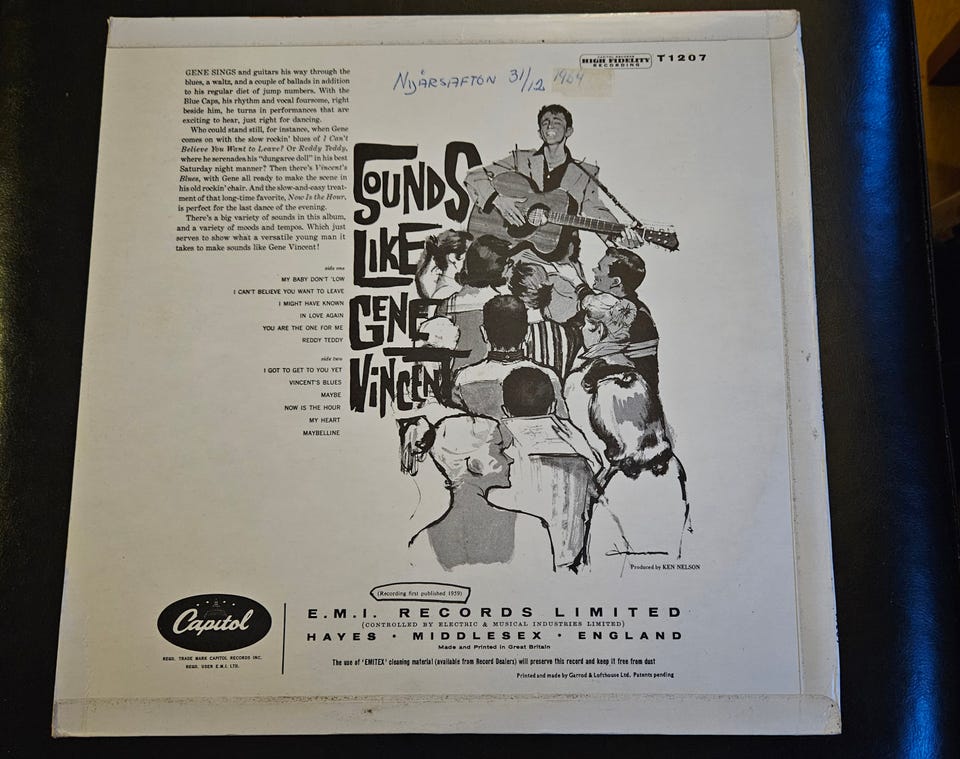 CAPITOL RECORDS
HIGH FIDELITY
RECORDING
T1207
NYÅRSAFTON 31/12 1964
GENE SINGS and guitars his way through the
blues, a waltz, and a couple of ballads in addition
to his regular diet of jump numbers. With the
Blue Caps, his rhythm and vocal foursome, right
beside him, he turns in performances that are
exciting to hear, just right for dancing.
Who could stand still, for instance, when Gene
comes on with the slow rockin' blues of I Can't
Believe You Want to Leave? Or Reddy Teddy,
where he serenades his "dungaree doll" in his best
Saturday night manner? Then there's Vincent's
Blues, with Gene all ready to make the scene in
his old rockin' chair. And the slow-and-easy treat-
ment of that long-time favorite, Now Is the Hour,
is perfect for the last dance of the evening.
There's a big variety of sounds in this album,
and a variety of moods and tempos. Which just
serves to show what a versatile young man it
takes to make sounds like Gene Vincent!
side one
MY BABY DON'T 'LOW
I CAN'T BELIEVE YOU WANT TO LEAVE
I MIGHT HAVE KNOWN
IN LOVE AGAIN
YOU ARE THE ONE FOR ME
REDDY TEDDY
side two
I GOT TO GET TO YOU YET
VINCENT'S BLUES
MAYBE
NOW IS THE HOUR
MY HEART
MAYBELLINE
SOUNDS
LIKE
GENE
VINCENT
Produced by KEN NELSON
(Recording first published 1959)
Capitol
REGD. TRADE MARK CAPITOL RECORDS INC.
REGD. USER E.M.I. LTD.
E.M.I. RECORDS LIMITED
(CONTROLLED BY ELECTRIC & MUSICAL INDUSTRIES LIMITED)
HAYES · MIDDLESEX · ENGLAND
Made and Printed in Great Britain
The use of 'EMITEX' cleaning material (available from Record Dealers) will preserve this record and keep it free from dust
Printed and made by Garrod & Lofthouse Ltd. Patents pending